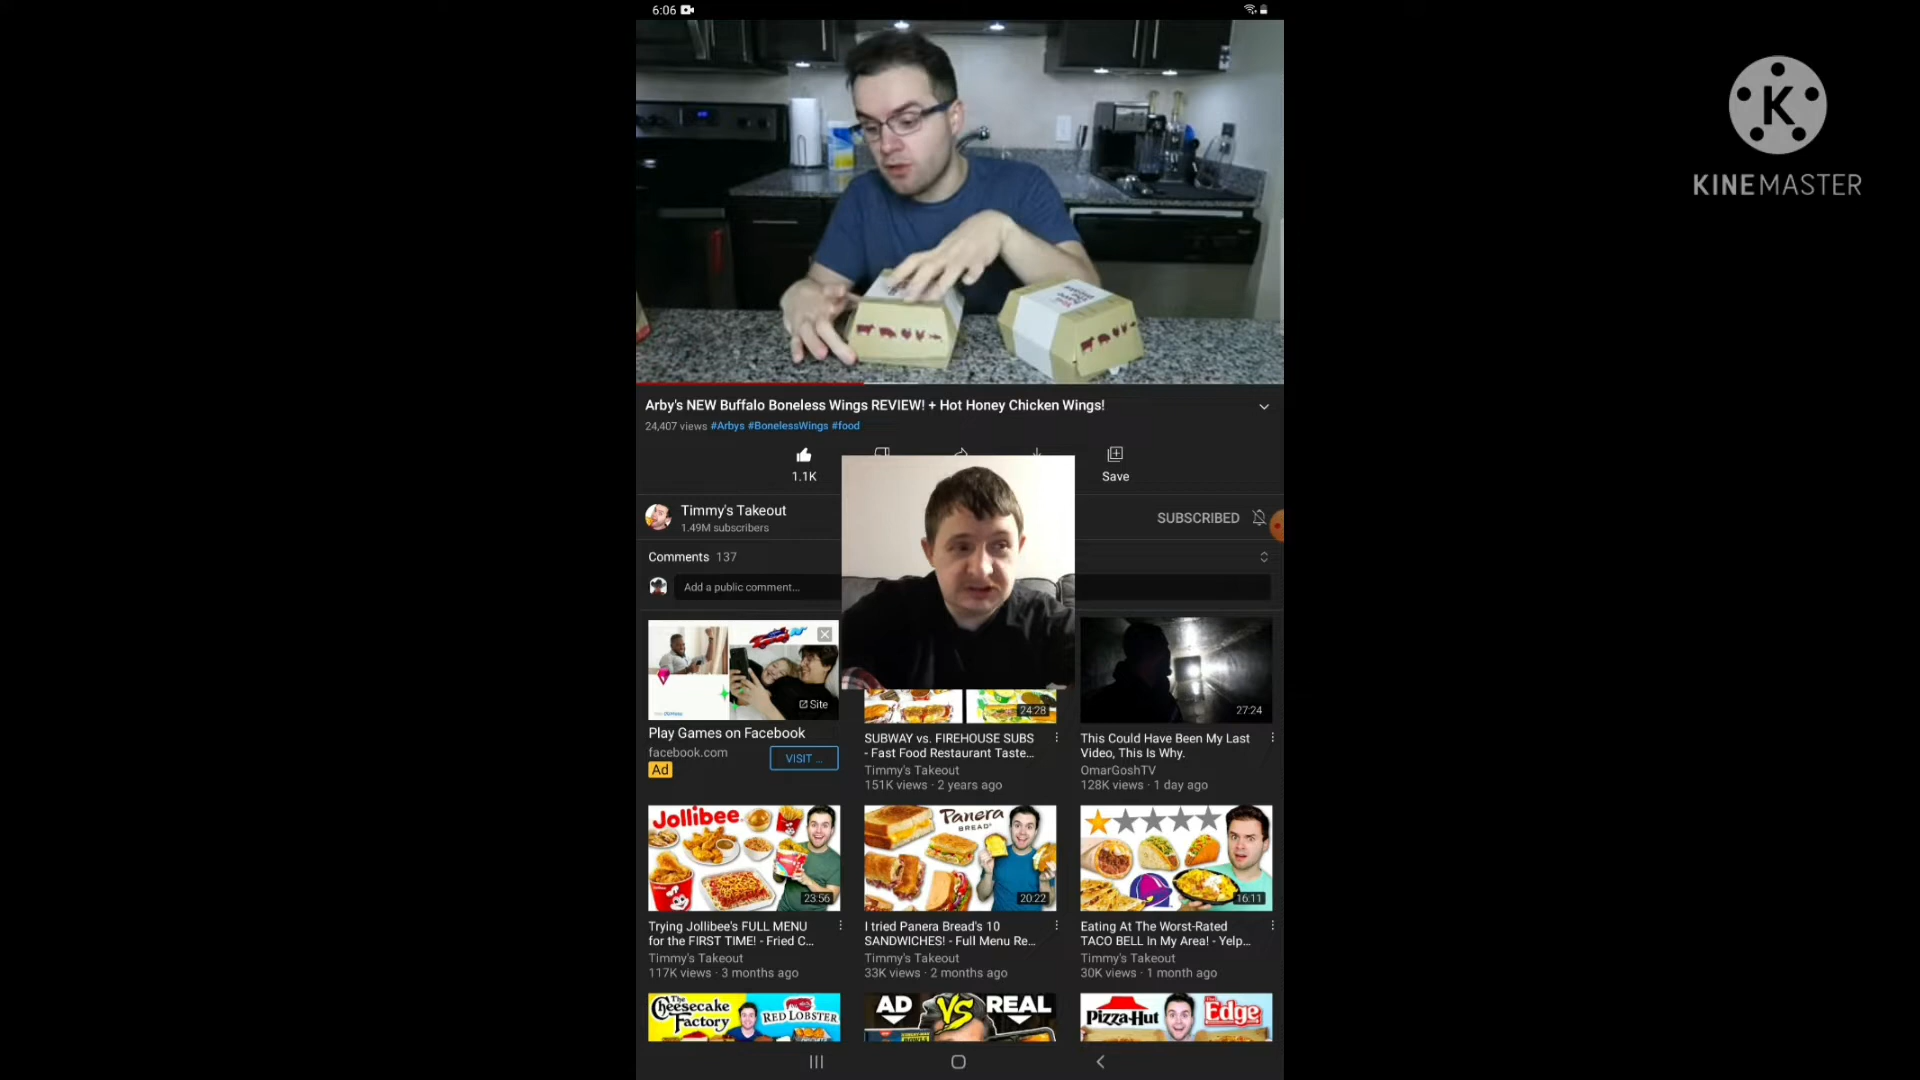 6:06
KINEMASTER
Arby's NEW Buffalo Boneless Wings REVIEW! + Hot Honey Chicken Wings!
24,407 views #Arbys #BonelessWings #food
1.1K
Save
Timmy's Takeout
1.49M subscribers
SUBSCRIBED
Comments 137
Add a public comment...
Site
Play Games on Facebook
facebook.com
Ad
VISIT ...
24:28
SUBWAY vs. FIREHOUSE SUBS
- Fast Food Restaurant Taste...
Timmy's Takeout
151K views · 2 years ago
27:24
This Could Have Been My Last
Video, This Is Why.
OmarGoshTV
128K views · 1 day ago
Jollibee
23:56
Trying Jollibee's FULL MENU
for the FIRST TIME! - Fried C...
Timmy's Takeout
117K views · 3 months ago
Panera
BREAD
20:22
I tried Panera Bread's 10
SANDWICHES! - Full Menu Re...
Timmy's Takeout
33K views · 2 months ago
16:11
Eating At The Worst-Rated
TACO BELL In My Area! - Yelp...
Timmy's Takeout
30K views · 1 month ago
The
Cheesecake
Factory
RED LOBSTER
AD VS REAL
Pizza Hut
The
Edge